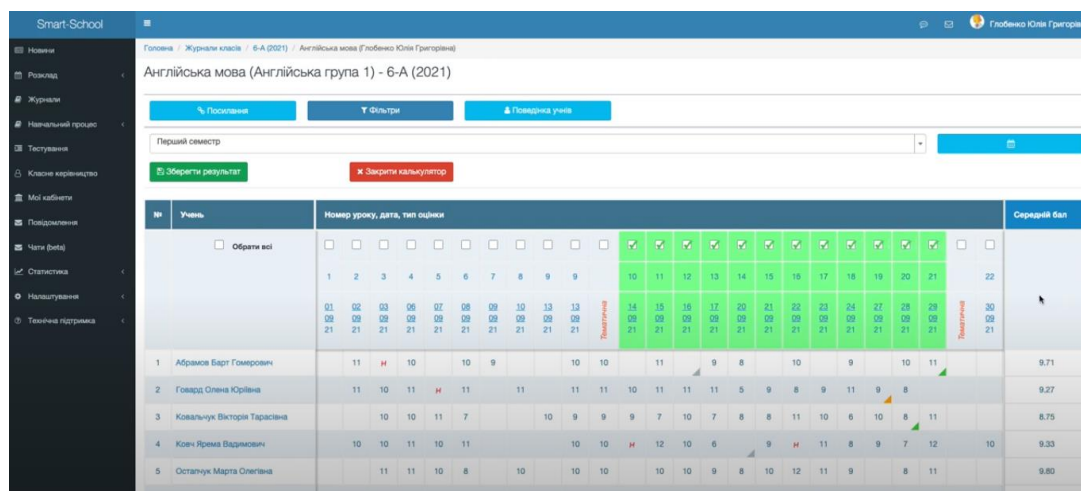 Smart-School
Глобенко Юлія Григорів
Новини
Розклад
Журнали
Навчальний процес
Тестування
Класне керівництво
Мої кабінети
Повідомлення
Чати (beta)
Статистика
Налаштування
Технічна підтримка
Головна / Журнали класів / 6-А (2021) / Англійська мова (Глобенко Юлія Григорівна)
Англійська мова (Англійська група 1) - 6-А (2021)
Посилання Фільтри Поведінка учнів
Перший семестр
Зберегти результат Закрити калькулятор
№ Учень Номер уроку, дата, тип оцінки Середній бал
Обрати всі
1 2 3 4 5 6 7 8 9 9 10 11 12 13 14 15 16 17 18 19 20 21 22
01 02 03 06 07 08 09 10 13 13 Тематична 14 15 16 17 20 21 22 23 24 27 28 29 Тематична 30
09 09 09 09 09 09 09 09 09 09 09 09 09 09 09 09 09 09 09 09 09 09 09
21 21 21 21 21 21 21 21 21 21 21 21 21 21 21 21 21 21 21 21 21 21 21
1 Абрамов Барт Гомерович 11 н 10 10 9 10 10 11 9 8 10 9 10 11 9.71
2 Говард Олена Юріївна 11 10 11 н 11 11 11 11 10 11 11 11 5 9 8 9 11 9 8 9.27
3 Ковальчук Вікторія Тарасівна 10 10 11 7 10 9 9 9 7 10 7 8 8 11 10 6 10 8 11 8.75
4 Ковч Ярема Вадимович 10 10 11 10 11 10 10 н 12 10 6 9 н 11 8 9 7 12 10 9.33
5 Остапчук Марта Олегівна 11 11 10 8 10 10 10 10 10 9 8 10 12 11 9 8 11 9.80